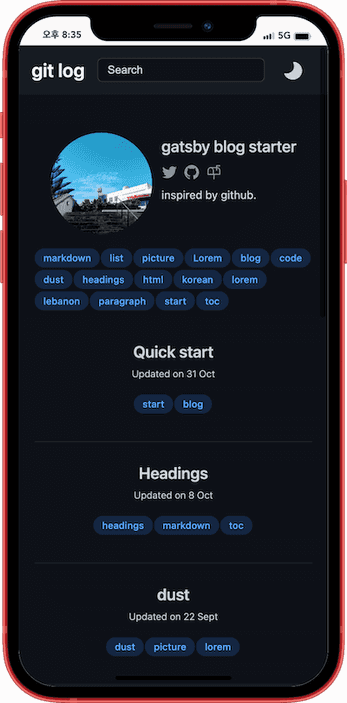 오후 8:35 5G
git log Search
gatsby blog starter
inspired by github.
markdown list picture Lorem blog code
dust headings html korean lorem
lebanon paragraph start toc
Quick start
Updated on 31 Oct
start blog
Headings
Updated on 8 Oct
headings markdown toc
dust
Updated on 22 Sept
dust picture lorem